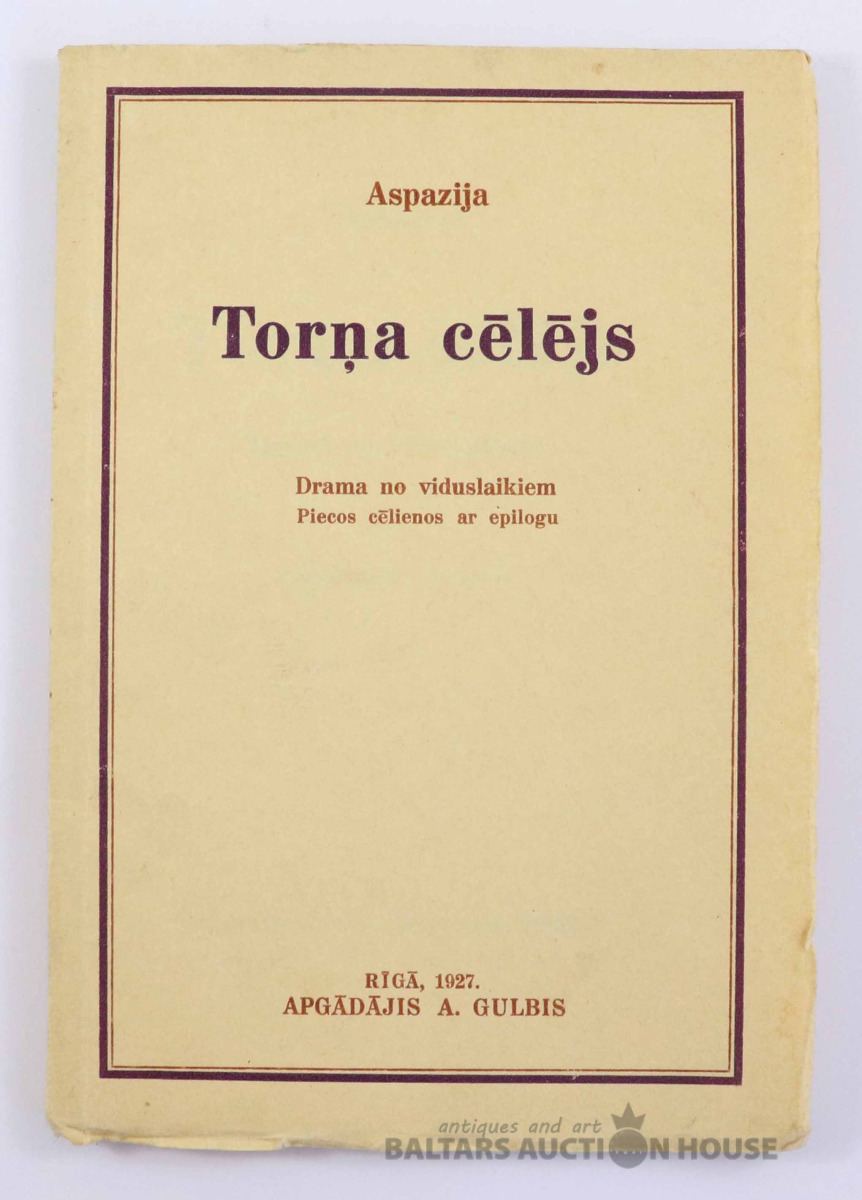 Aspazija
Torņa cēlējs
Drama no viduslaikiem
Piecos cēlienos ar epilogu
RĪGĀ, 1927.
APGĀDĀJIS A. GULBIS
antiques and art
BALTARS AUCTION HOUSE